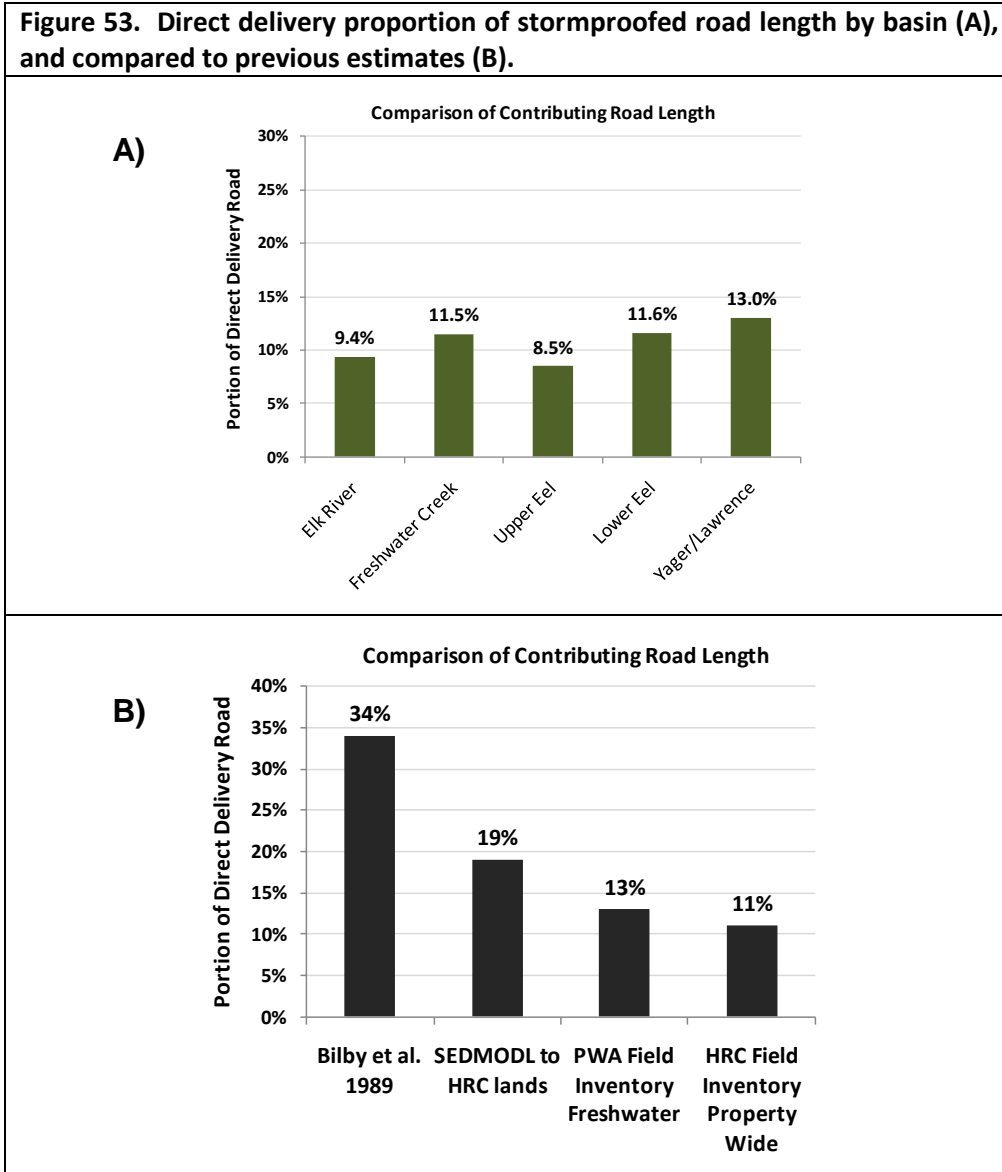 Figure 53. Direct delivery proportion of stormproofed road length by basin (A),
and compared to previous estimates (B).
A)
Comparison of Contributing Road Length
Portion of Direct Delivery Road
30%
25%
20%
15%
10%
5%
0%
9.4%
11.5%
8.5%
11.6%
13.0%
Elk River
Freshwater Creek
Upper Eel
Lower Eel
Yager/Lawrence
B)
Comparison of Contributing Road Length
Portion of Direct Delivery Road
40%
35%
30%
25%
20%
15%
10%
5%
0%
34%
19%
13%
11%
Bilby et al.
1989
SEDMODL to
HRC lands
PWA Field
Inventory
Freshwater
HRC Field
Inventory
Property
Wide